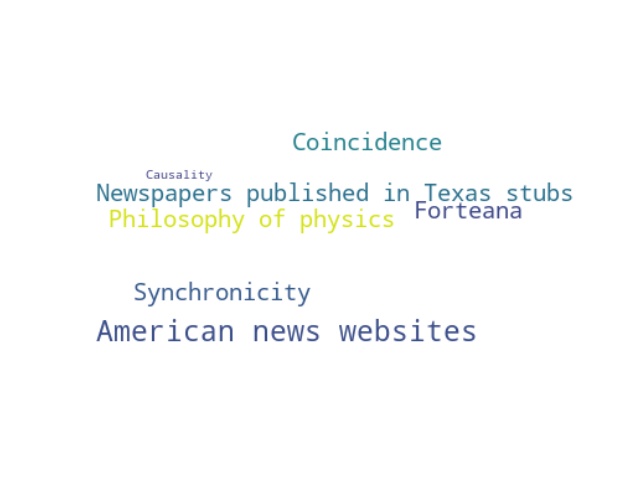 Coincidence
Causality
Newspapers published in Texas stubs
Philosophy of physics
Forteana
Synchronicity
American news websites